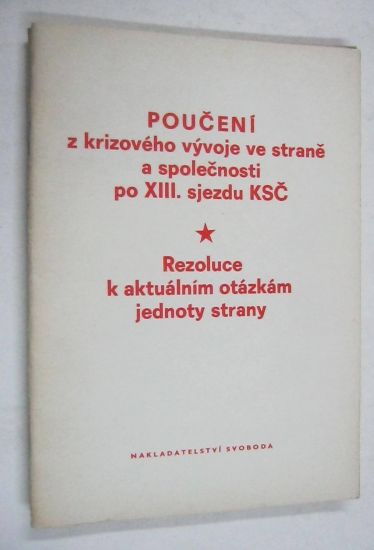 POUČENÍ
z krizového vývoje ve straně
a společnosti
po XIII. sjezdu KSČ
Rezoluce
k aktuálním otázkám
jednoty strany
NAKLADATELSTVÍ SVOBODA